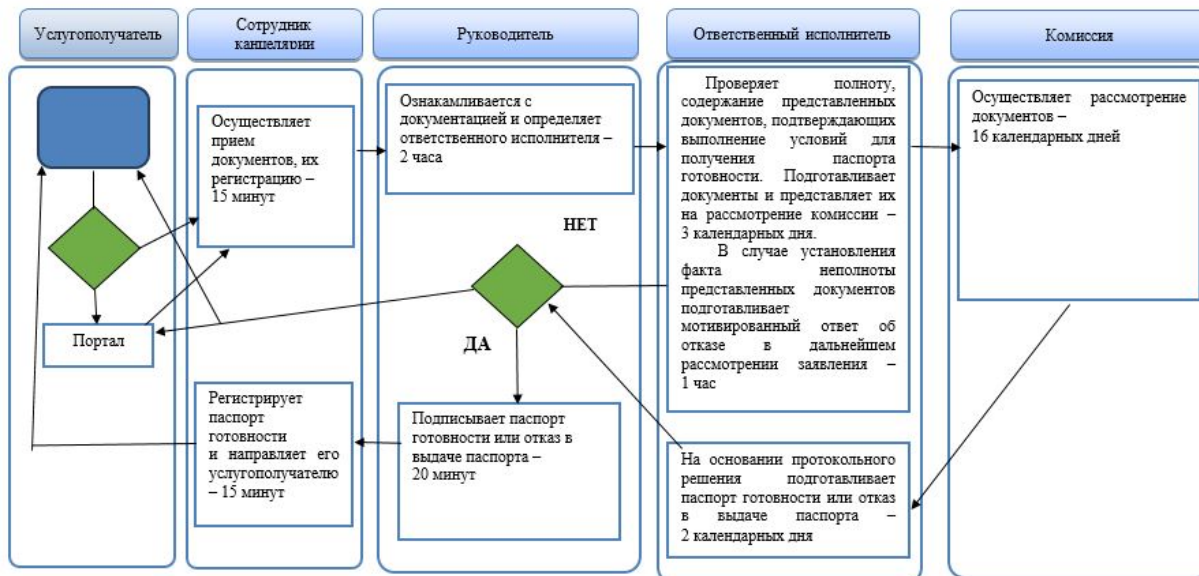 Услугополучатель
Сотрудник
канцелярии
Руководитель
Ответственный исполнитель
Комиссия
Портал
Осуществляет
прием
документов, их
регистрацию –
15 минут
Регистрирует
паспорт
готовности
и направляет его
услугополучателю
– 15 минут
Ознакамливается с
документацией и определяет
ответственного исполнителя –
2 часа
НЕТ
ДА
Подписывает паспорт
готовности или отказ в
выдаче паспорта –
20 минут
Проверяет полноту,
содержание представленных
документов, подтверждающих
выполнение условий для
получения паспорта
готовности. Подготавливает
документы и представляет их
на рассмотрение комиссии –
3 календарных дня.
В случае установления
факта неполноты
представленных документов
подготавливает
мотивированный ответ об
отказе в дальнейшем
рассмотрении заявления –
1 час
На основании протокольного
решения подготавливает
паспорт готовности или отказ
в выдаче паспорта –
2 календарных дня
Осуществляет рассмотрение
документов –
16 календарных дней